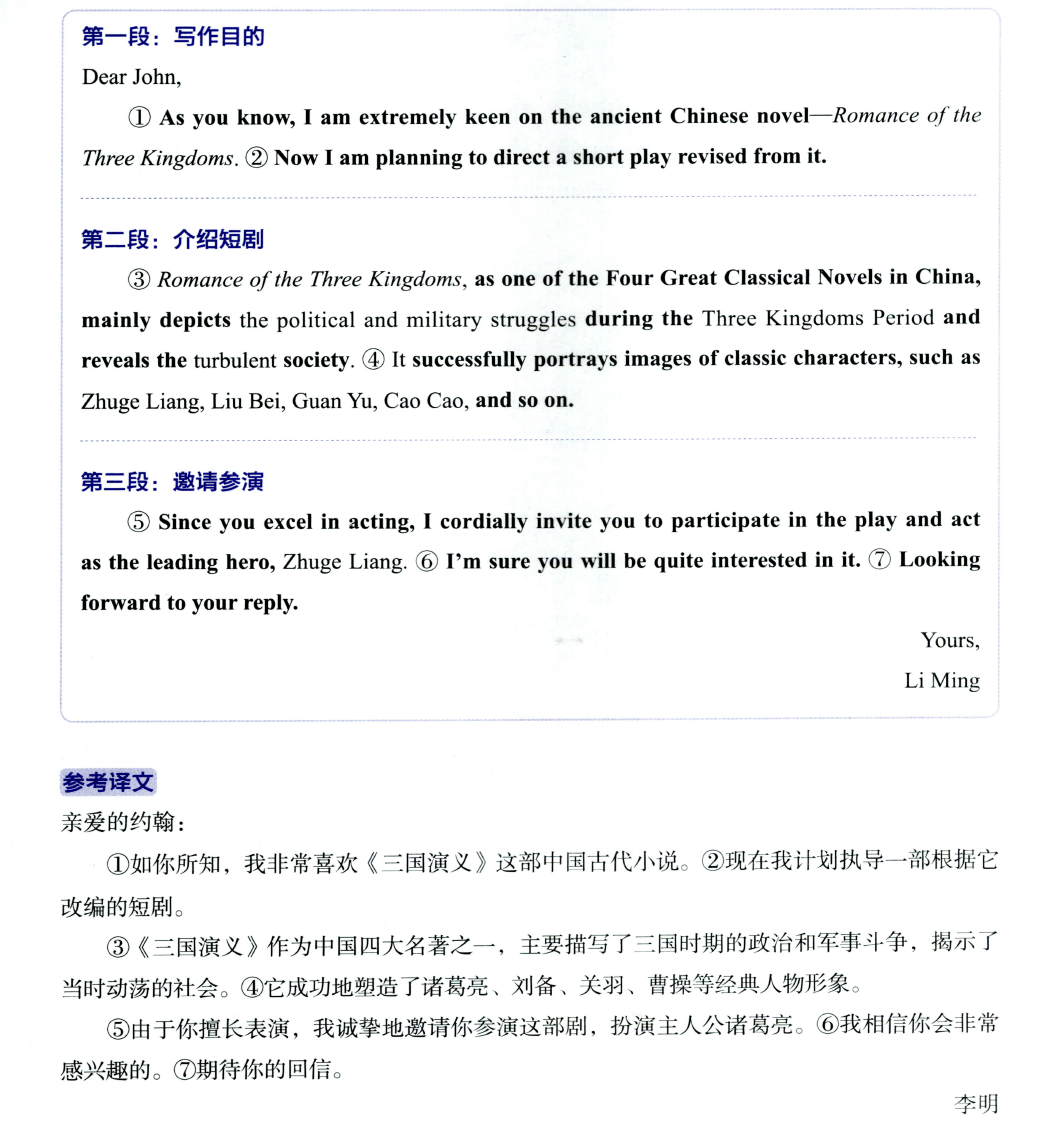 第一段：写作目的
Dear John,
① As you know, I am extremely keen on the ancient Chinese novel—Romance of the
Three Kingdoms. ② Now I am planning to direct a short play revised from it.
第二段：介绍短剧
③ Romance of the Three Kingdoms, as one of the Four Great Classical Novels in China,
mainly depicts the political and military struggles during the Three Kingdoms Period and
reveals the turbulent society. ④ It successfully portrays images of classic characters, such as
Zhuge Liang, Liu Bei, Guan Yu, Cao Cao, and so on.
第三段：邀请参演
⑤ Since you excel in acting, I cordially invite you to participate in the play and act
as the leading hero, Zhuge Liang. ⑥ I'm sure you will be quite interested in it. ⑦ Looking
forward to your reply.
Yours,
Li Ming
参考译文
亲爱的约翰：
①如你所知，我非常喜欢《三国演义》这部中国古代小说。②现在我计划执导一部根据它
改编的短剧。
③《三国演义》作为中国四大名著之一，主要描写了三国时期的政治和军事斗争，揭示了
当时动荡的社会。④它成功地塑造了诸葛亮、刘备、关羽、曹操等经典人物形象。
⑤由于你擅长表演，我诚挚地邀请你参演这部剧，扮演主人公诸葛亮。⑥我相信你会非常
感兴趣的。⑦期待你的回信。
李明